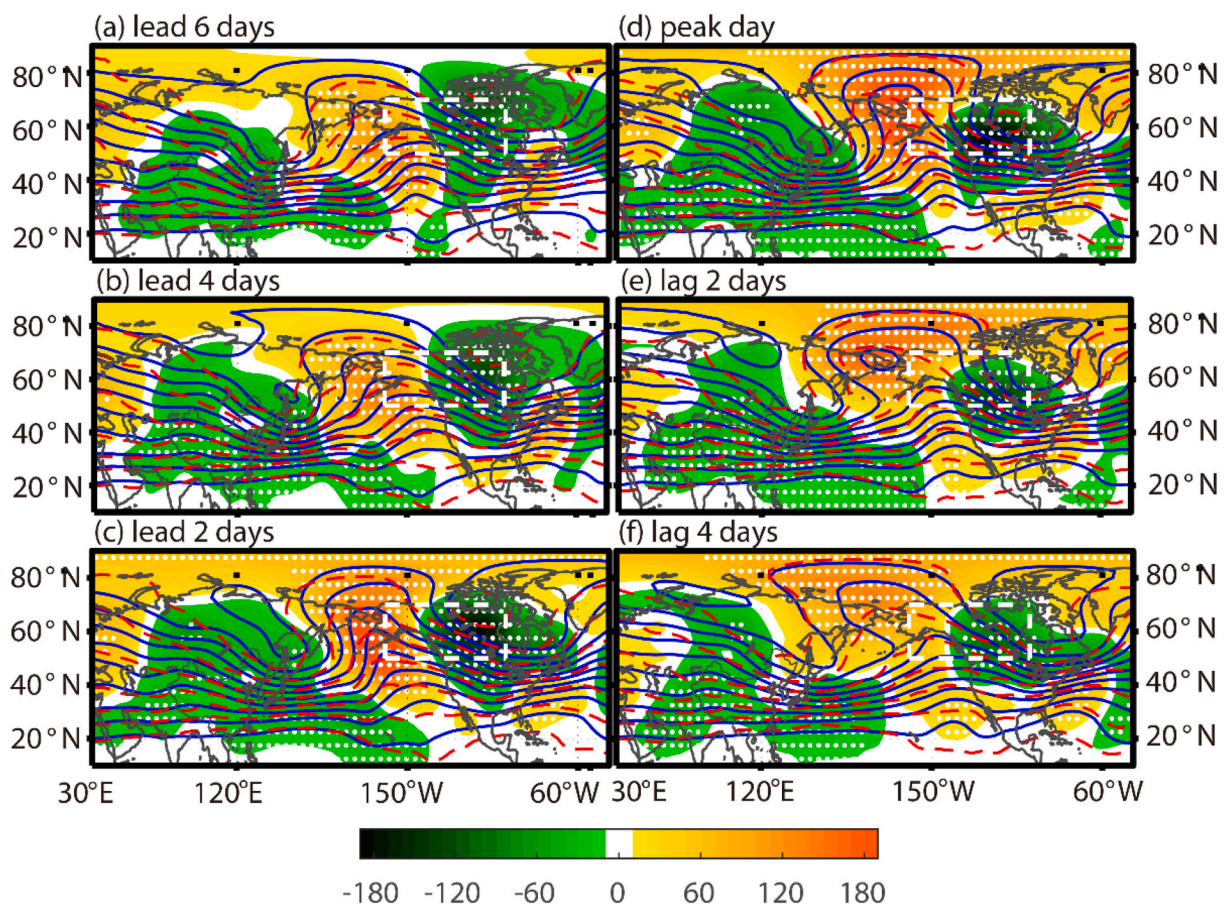 (a) lead 6 days
(d) peak day
80°N
60°N
40°N
20°N
80°N
60°N
40°N
20°N
(b) lead 4 days
(e) lag 2 days
80°N
60°N
40°N
20°N
80°N
60°N
40°N
20°N
(c) lead 2 days
(f) lag 4 days
80°N
60°N
40°N
20°N
80°N
60°N
40°N
20°N
30°E 120°E 150°W 60°W 30°E 120°E 150°W 60°W
-180 -120 -60 0 60 120 180